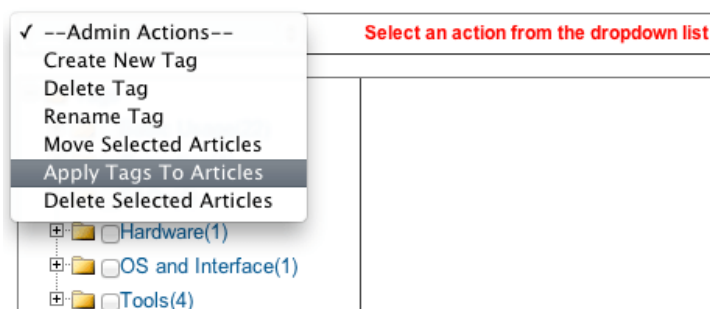 ✓ --Admin Actions--
Select an action from the dropdown list
Create New Tag
Delete Tag
Rename Tag
Move Selected Articles
Apply Tags To Articles
Delete Selected Articles
Hardware(1)
OS and Interface(1)
Tools(4)